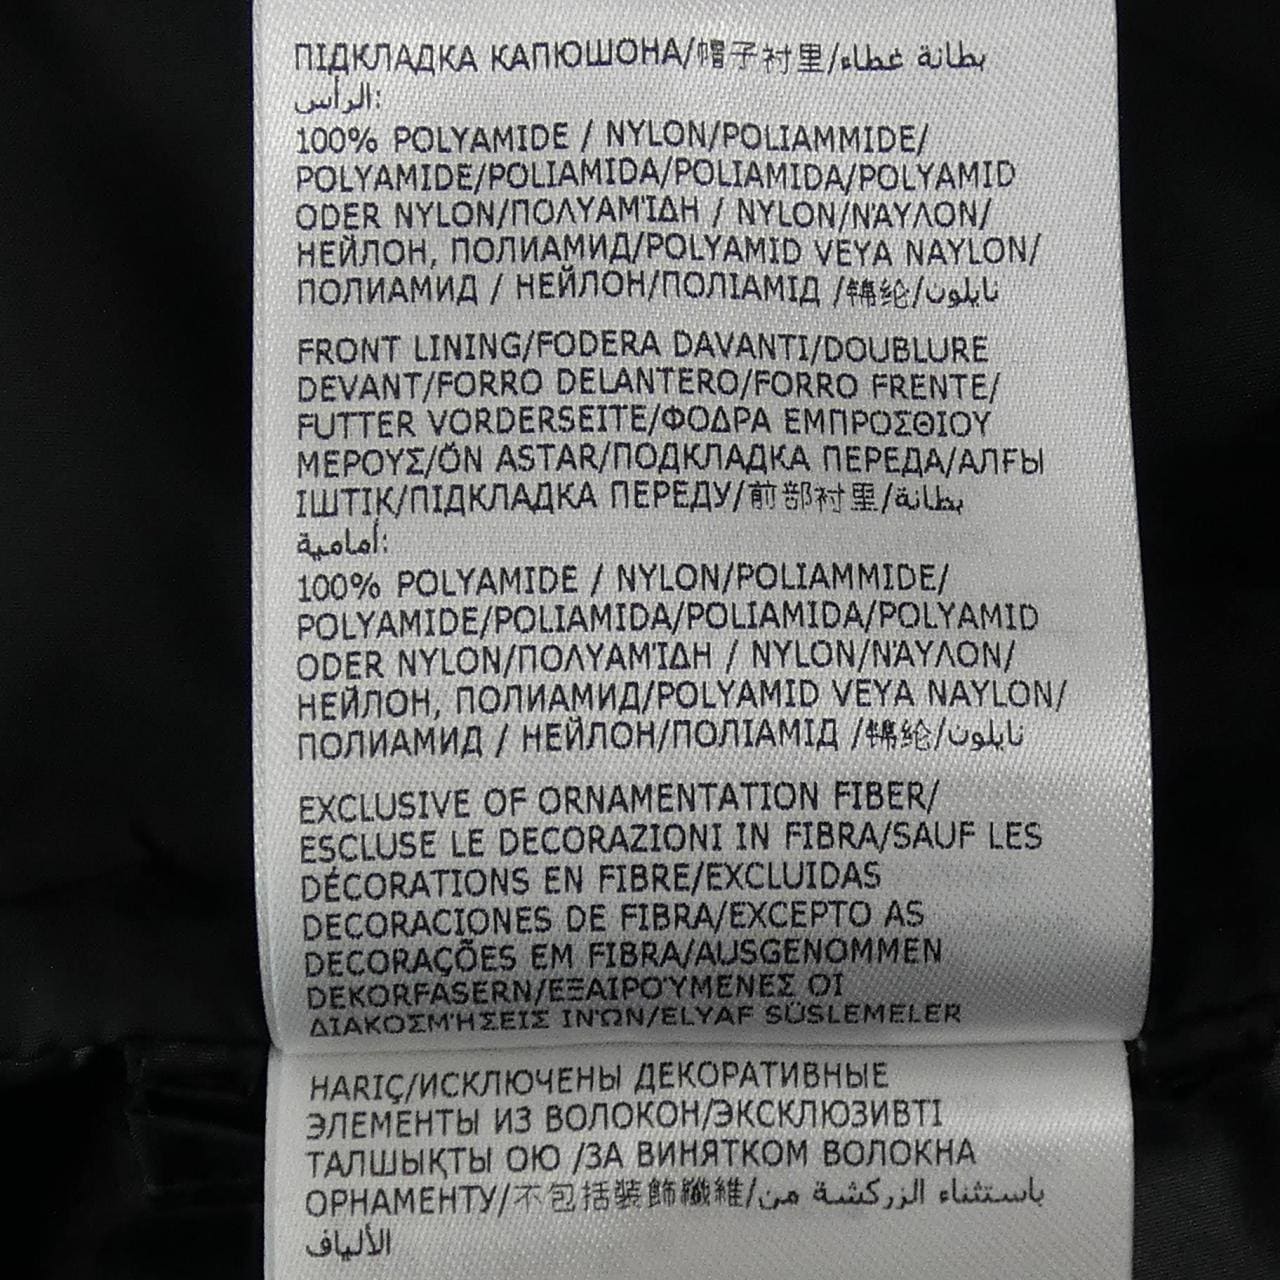 ПІДКЛАДКА КАПЮШОНА/帽子衬里/بطانة غطاء
الرأس:
100% POLYAMIDE / NYLON/POLIAMMIDE/
POLYAMIDE/POLIAMIDA/POLIAMIDA/POLYAMID
ODER NYLON/ΠΟΛΥΑΜΊΔΗ / NYLON/ΝΆΥΛΟΝ/
НЕЙЛОН, ПОЛИАМИД/POLYAMID VEYA NAYLON/
ПОЛИАМИД / НЕЙЛОН/ПОЛІАМІД /锦纶/نايلون
FRONT LINING/FODERA DAVANTI/DOUBLURE
DEVANT/FORRO DELANTERO/FORRO FRENTE/
FUTTER VORDERSEITE/ΦΟΔΡΑ ΕΜΠΡΟΣΘΙΟΥ
ΜΕΡΟΥΣ/ÖN ASTAR/ПОДКЛАДКА ПЕРЕДА/АЛҒЫ
ІШТІК/ПІДКЛАДКА ПЕРЕДУ/前部衬里/بطانة
أمامية:
100% POLYAMIDE / NYLON/POLIAMMIDE/
POLYAMIDE/POLIAMIDA/POLIAMIDA/POLYAMID
ODER NYLON/ΠΟΛΥΑΜΊΔΗ / NYLON/ΝΆΥΛΟΝ/
НЕЙЛОН, ПОЛИАМИД/POLYAMID VEYA NAYLON/
ПОЛИАМИД / НЕЙЛОН/ПОЛІАМІД /锦纶/نايلون
EXCLUSIVE OF ORNAMENTATION FIBER/
ESCLUSE LE DECORAZIONI IN FIBRA/SAUF LES
DÉCORATIONS EN FIBRE/EXCLUIDAS
DECORACIONES DE FIBRA/EXCEPTO AS
DECORAÇÕES EM FIBRA/AUSGENOMMEN
DEKORFASERN/ΕΞΑΙΡΟΎΜΕΝΕΣ ΟΙ
ΔΙΑΚΟΣΜΉΣΕΙΣ ΙΝΏΝ/ELYAF SÜSLEMELER
HARIÇ/ИСКЛЮЧЕНЫ ДЕКОРАТИВНЫЕ
ЭЛЕМЕНТЫ ИЗ ВОЛОКОН/ЭКСКЛЮЗИВТІ
ТАЛШЫҚТЫ ОЮ /ЗА ВИНЯТКОМ ВОЛОКНА
ОРНАМЕНТУ/不包括裝飾纖維/باستثناء الزركشة من
الألياف